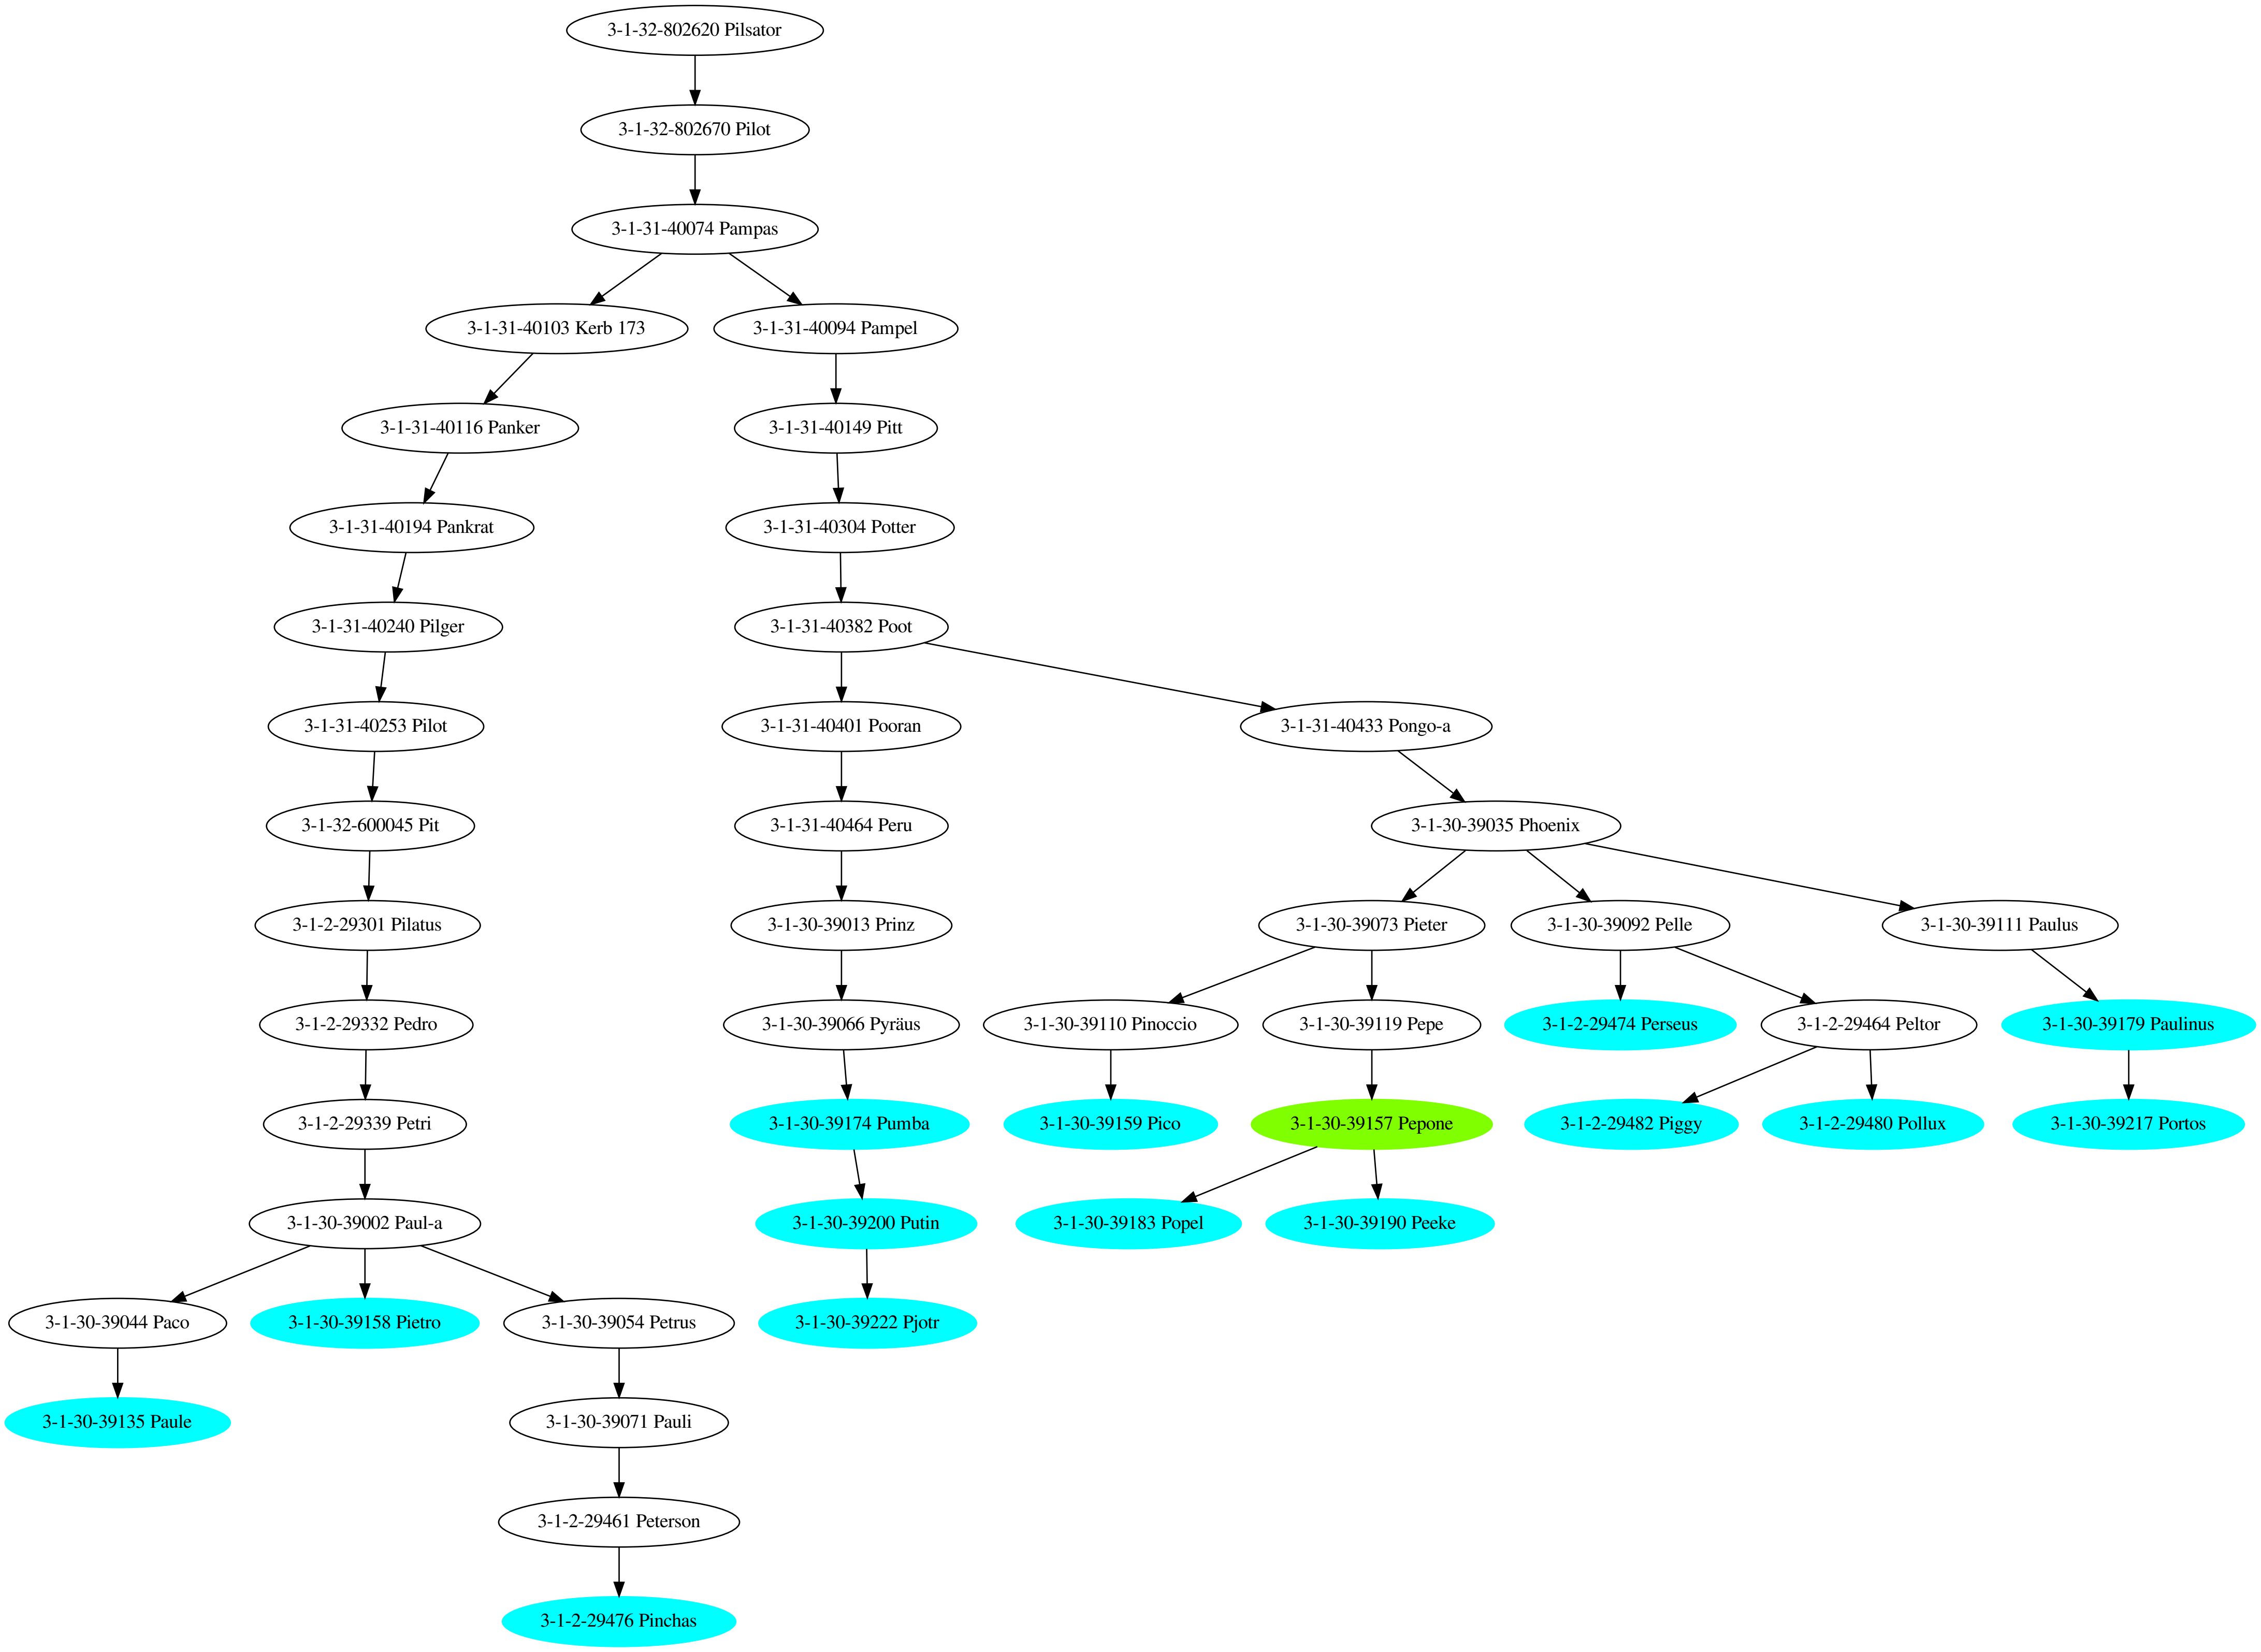 3-1-32-802620 Pilsator
3-1-32-802670 Pilot
3-1-31-40074 Pampas
3-1-31-40103 Kerb 173
3-1-31-40094 Pampel
3-1-31-40116 Panker
3-1-31-40149 Pitt
3-1-31-40194 Pankrat
3-1-31-40304 Potter
3-1-31-40240 Pilger
3-1-31-40382 Poot
3-1-31-40253 Pilot
3-1-31-40401 Pooran
3-1-31-40433 Pongo-a
3-1-32-600045 Pit
3-1-31-40464 Peru
3-1-30-39035 Phoenix
3-1-2-29301 Pilatus
3-1-30-39013 Prinz
3-1-30-39073 Pieter
3-1-30-39092 Pelle
3-1-30-39111 Paulus
3-1-2-29332 Pedro
3-1-30-39066 Pyräus
3-1-30-39110 Pinoccio
3-1-30-39119 Pepe
3-1-2-29474 Perseus
3-1-2-29464 Peltor
3-1-30-39179 Paulinus
3-1-2-29339 Petri
3-1-30-39174 Pumba
3-1-30-39159 Pico
3-1-30-39157 Pepone
3-1-2-29482 Piggy
3-1-2-29480 Pollux
3-1-30-39217 Portos
3-1-30-39002 Paul-a
3-1-30-39200 Putin
3-1-30-39183 Popel
3-1-30-39190 Peeke
3-1-30-39044 Paco
3-1-30-39158 Pietro
3-1-30-39054 Petrus
3-1-30-39222 Pjotr
3-1-30-39135 Paule
3-1-30-39071 Pauli
3-1-2-29461 Peterson
3-1-2-29476 Pinchas